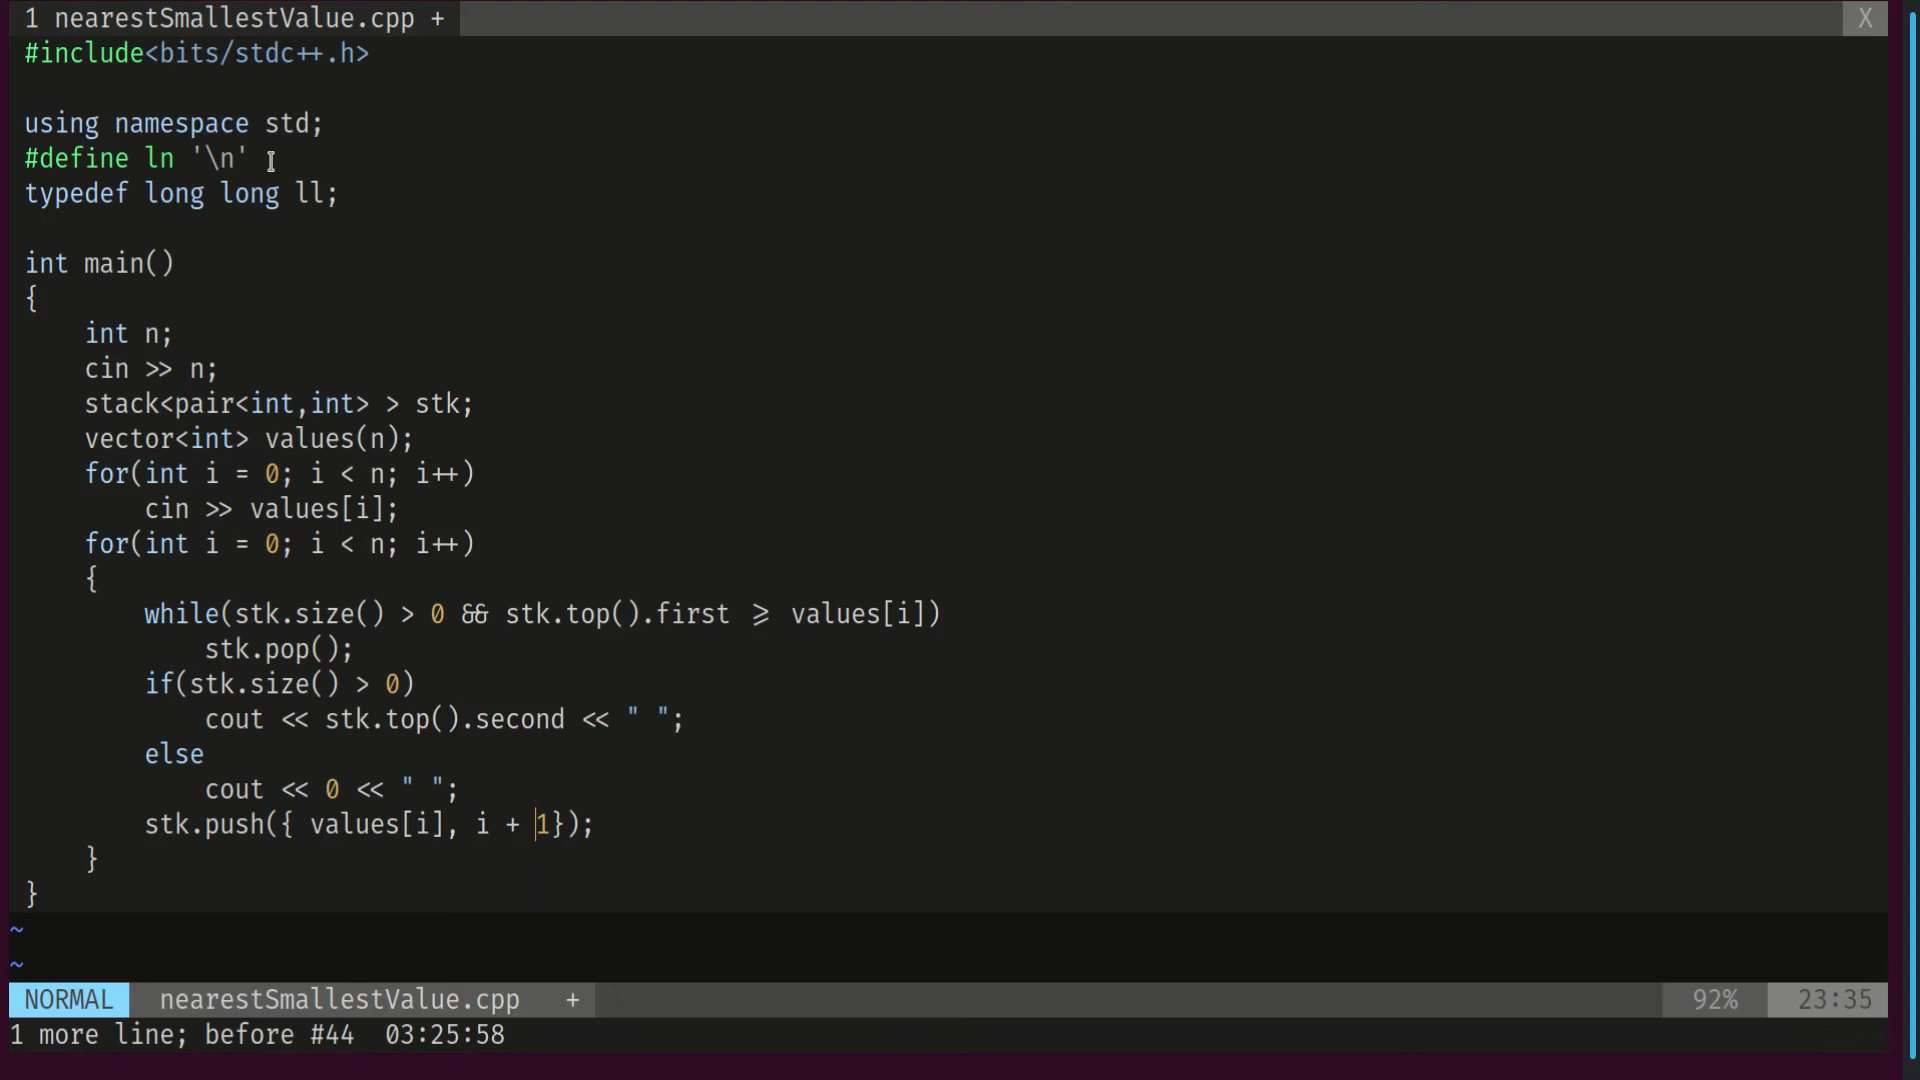 1 nearestSmallestValue.cpp + X
#include<bits/stdc++.h>
using namespace std;
#define ln '\n'
typedef long long ll;
int main()
{
int n;
cin >> n;
stack<pair<int,int> > stk;
vector<int> values(n);
for(int i = 0; i < n; i++)
cin >> values[i];
for(int i = 0; i < n; i++)
{
while(stk.size() > 0 && stk.top().first >= values[i])
stk.pop();
if(stk.size() > 0)
cout << stk.top().second << " ";
else
cout << 0 << " ";
stk.push({ values[i], i + 1});
}
}
~
~
NORMAL nearestSmallestValue.cpp + 92% 23:35
1 more line; before #44 03:25:58